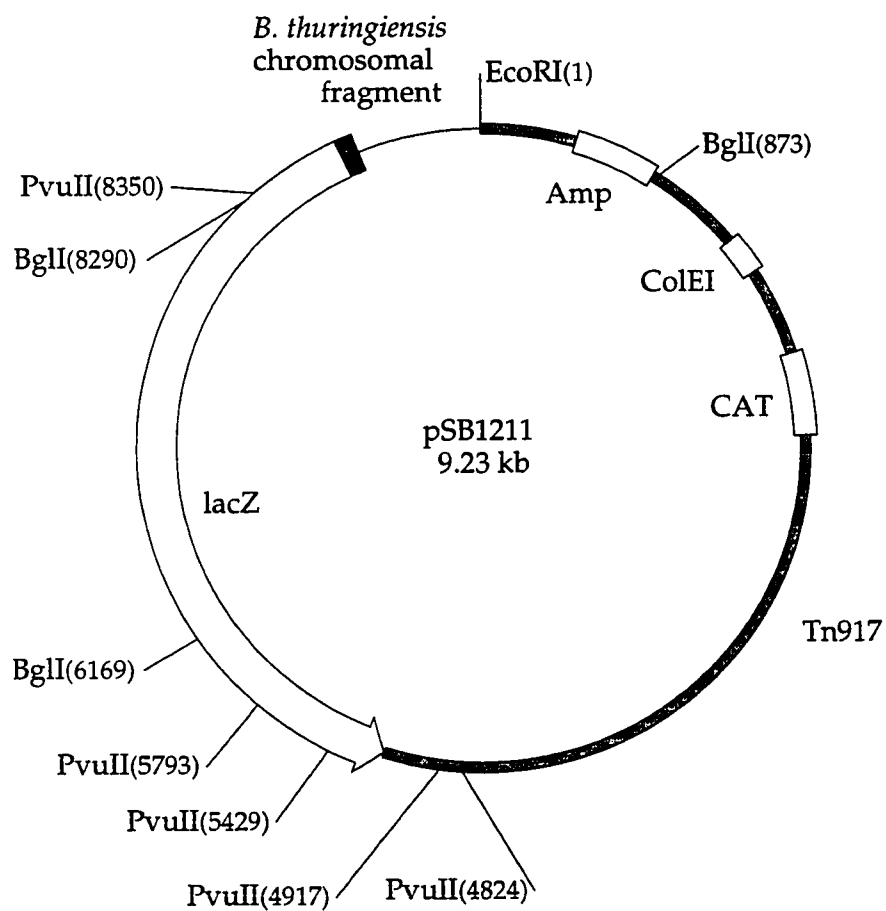 B. thuringiensis
chromosomal
fragment
EcoRI(1)
BglI(873)
Amp
ColEI
CAT
PvuII(8350)
BglI(8290)
pSB1211
9.23 kb
lacZ
Tn917
BglI(6169)
PvuII(5793)
PvuII(5429)
PvuII(4917)
PvuII(4824)